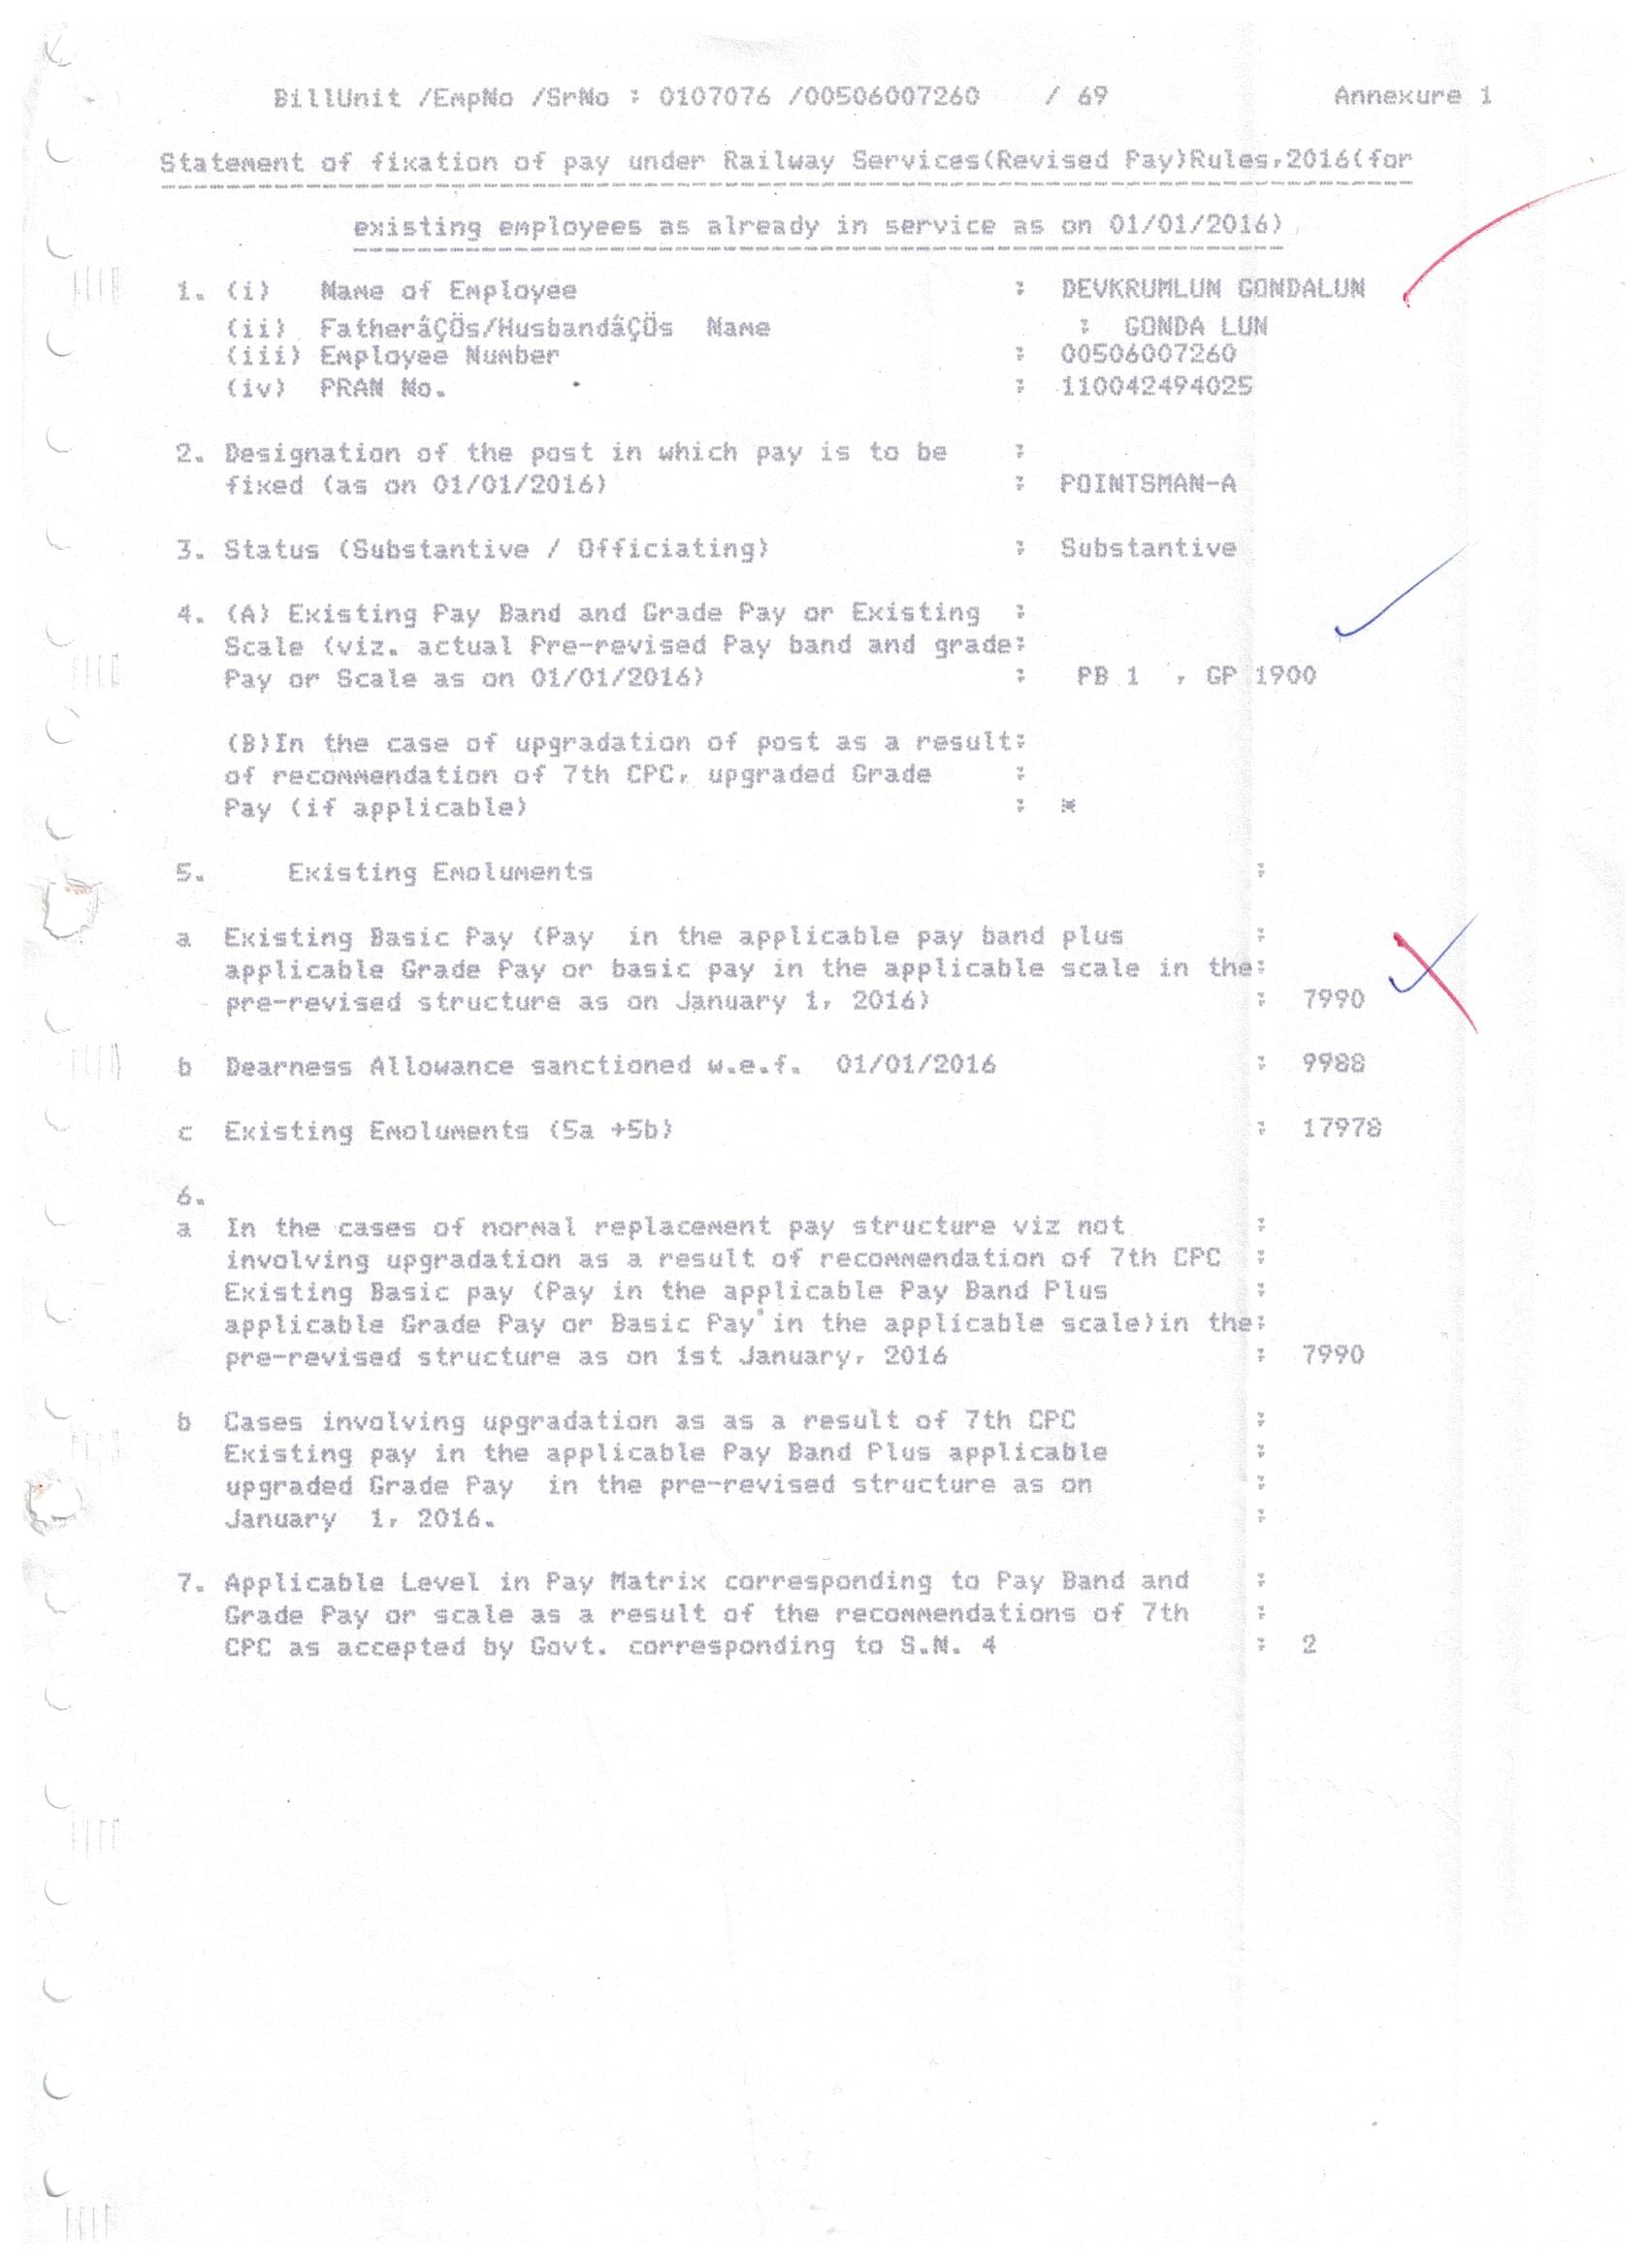 BillUnit /EmpNo /SrNo : 0107076 /00506007260 / 69 Annexure 1
Statement of fixation of pay under Railway Services(Revised Pay)Rules,2016(for
existing employees as already in service as on 01/01/2016)
1. (i) Name of Employee : DEVKRUMLUN GONDALUN
(ii) FatherâÇÖs/HusbandâÇÖs Name : GONDA LUN
(iii) Employee Number : 00506007260
(iv) PRAN No. : 110042494025
2. Designation of the post in which pay is to be :
fixed (as on 01/01/2016) : POINTSMAN-A
3. Status (Substantive / Officiating) : Substantive
4. (A) Existing Pay Band and Grade Pay or Existing :
Scale (viz. actual Pre-revised Pay band and grade:
Pay or Scale as on 01/01/2016) : PB 1 , GP 1900
(B)In the case of upgradation of post as a result:
of recommendation of 7th CPC, upgraded Grade :
Pay (if applicable) : *
5. Existing Emoluments :
a Existing Basic Pay (Pay in the applicable pay band plus :
applicable Grade Pay or basic pay in the applicable scale in the:
pre-revised structure as on January 1, 2016) : 7990
b Dearness Allowance sanctioned w.e.f. 01/01/2016 : 9988
c Existing Emoluments (5a +5b) : 17978
6.
a In the cases of normal replacement pay structure viz not :
involving upgradation as a result of recommendation of 7th CPC :
Existing Basic pay (Pay in the applicable Pay Band Plus :
applicable Grade Pay or Basic Pay in the applicable scale)in the:
pre-revised structure as on 1st January, 2016 : 7990
b Cases involving upgradation as as a result of 7th CPC :
Existing pay in the applicable Pay Band Plus applicable :
upgraded Grade Pay in the pre-revised structure as on :
January 1, 2016. :
7. Applicable Level in Pay Matrix corresponding to Pay Band and :
Grade Pay or scale as a result of the recommendations of 7th :
CPC as accepted by Govt. corresponding to S.N. 4 : 2